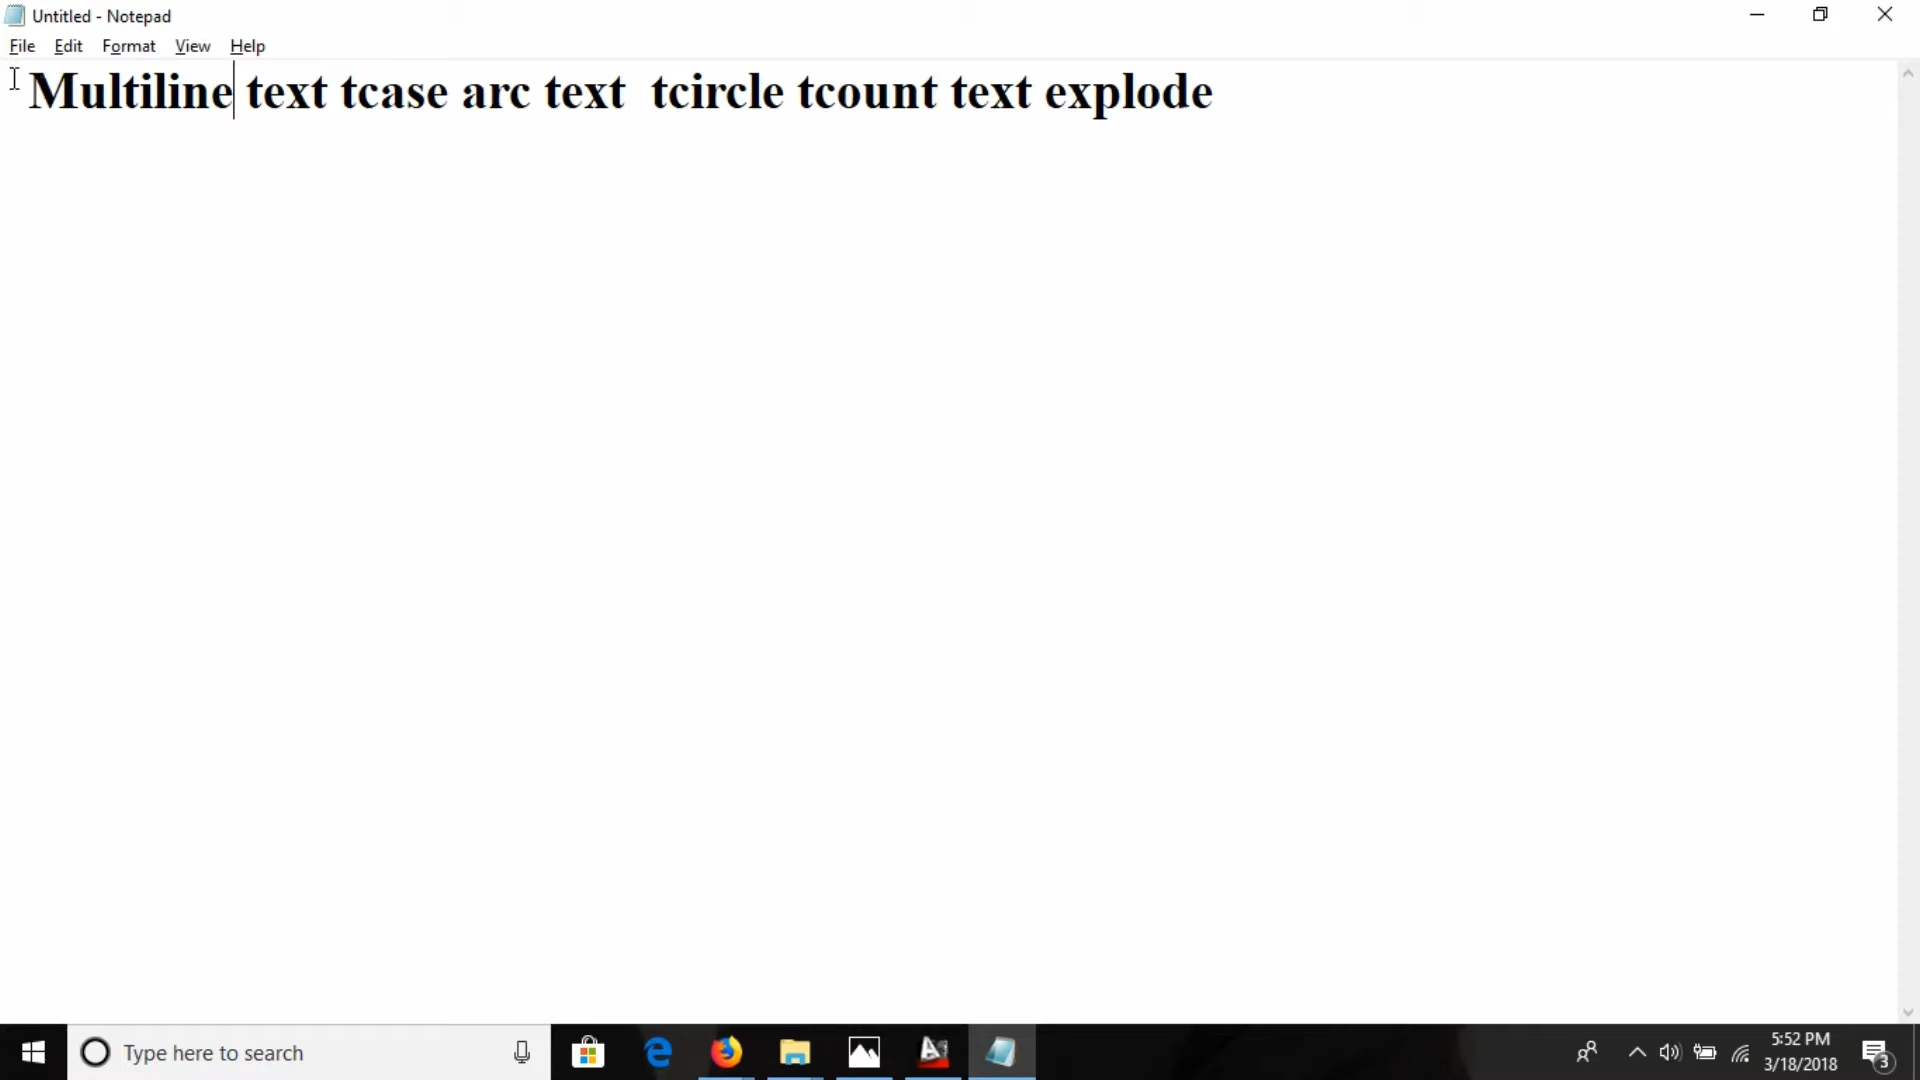 Untitled - Notepad
File Edit Format View Help
Multiline text tcase arc text  tcircle tcount text explode
Type here to search
5:52 PM
3/18/2018
3